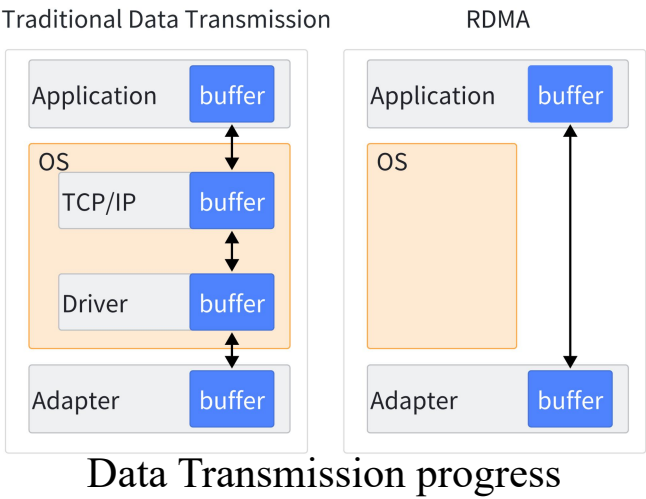 Traditional Data Transmission
RDMA
Application
buffer
OS
TCP/IP
buffer
Driver
buffer
Adapter
buffer
Application
buffer
OS
Adapter
buffer
Data Transmission progress